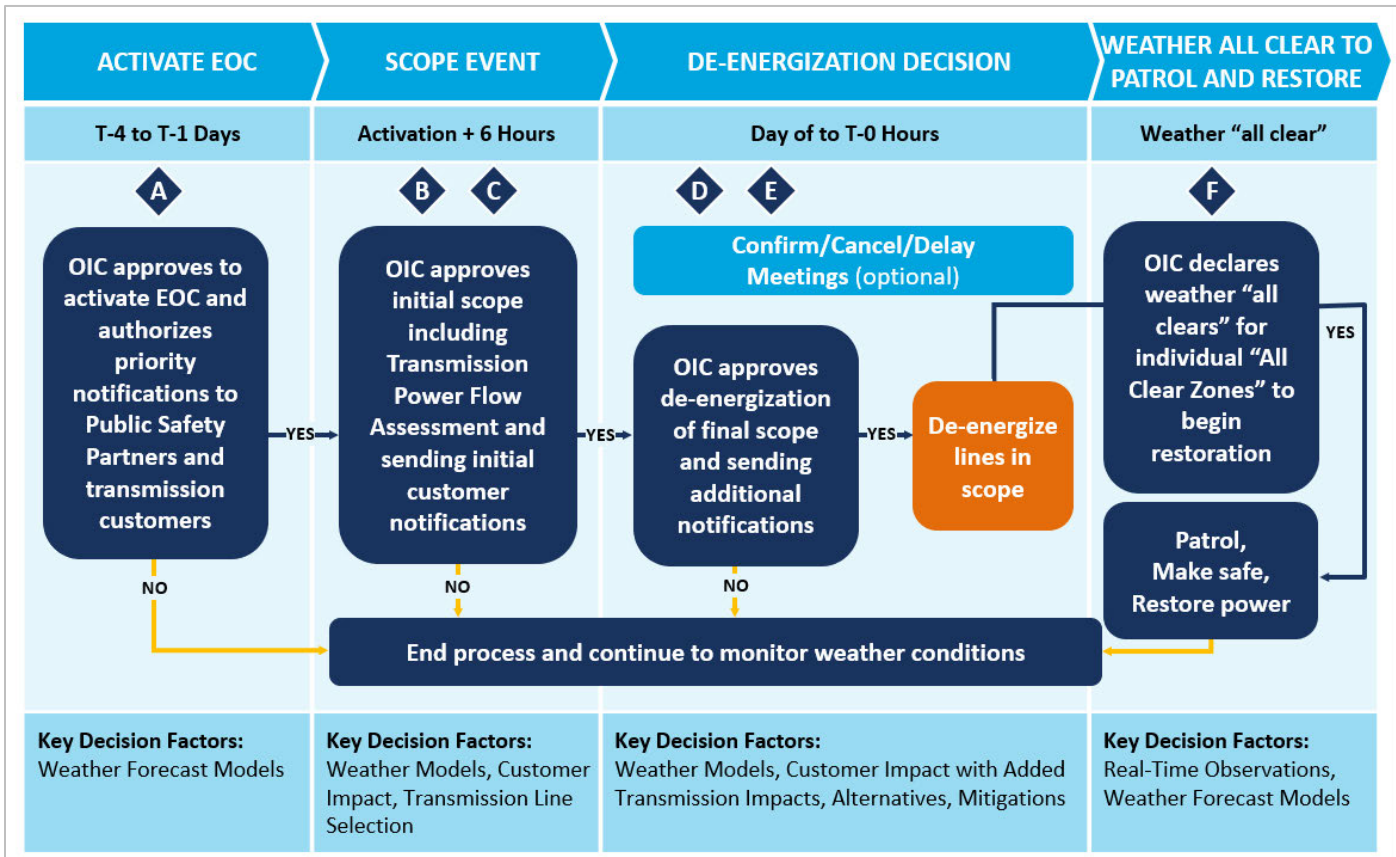 ACTIVATE EOC
SCOPE EVENT
DE-ENERGIZATION DECISION
WEATHER ALL CLEAR TO
PATROL AND RESTORE
T-4 to T-1 Days
Activation + 6 Hours
Day of to T-0 Hours
Weather “all clear”
A
B
C
D
E
F
OIC approves to
activate EOC and
authorizes
priority
notifications to
Public Safety
Partners and
transmission
customers
YES
NO
OIC approves
initial scope
including
Transmission
Power Flow
Assessment and
sending initial
customer
notifications
YES
NO
Confirm/Cancel/Delay
Meetings (optional)
OIC approves
de-energization
of final scope
and sending
additional
notifications
YES
NO
De-energize
lines in
scope
OIC declares
weather “all
clears” for
individual “All
Clear Zones” to
begin
restoration
YES
Patrol,
Make safe,
Restore power
End process and continue to monitor weather conditions
Key Decision Factors:
Weather Forecast Models
Key Decision Factors:
Weather Models, Customer
Impact, Transmission Line
Selection
Key Decision Factors:
Weather Models, Customer Impact with Added
Transmission Impacts, Alternatives, Mitigations
Key Decision Factors:
Real-Time Observations,
Weather Forecast Models